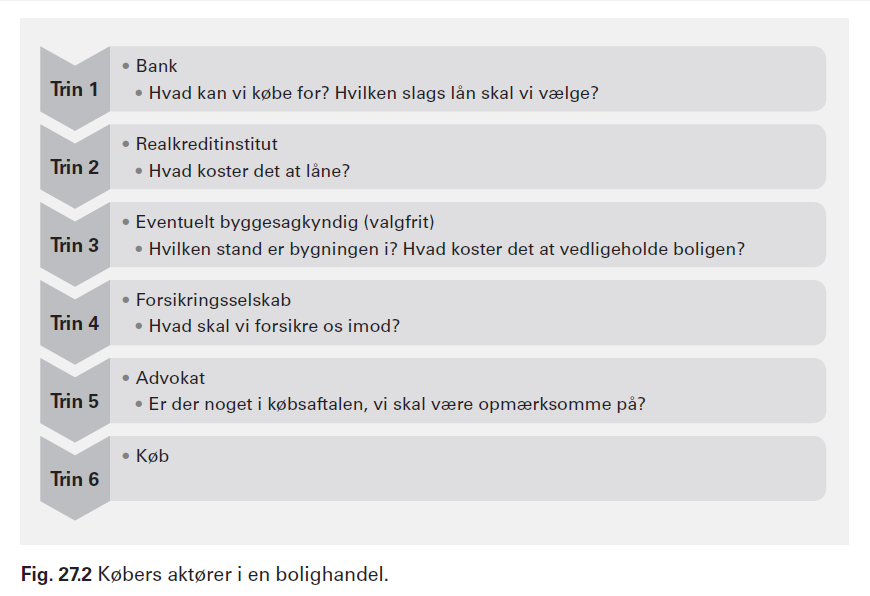 Trin 1
• Bank
• Hvad kan vi købe for? Hvilken slags lån skal vi vælge?
Trin 2
• Realkreditinstitut
• Hvad koster det at låne?
Trin 3
• Eventuelt byggesagkyndig (valgfrit)
• Hvilken stand er bygningen i? Hvad koster det at vedligeholde boligen?
Trin 4
• Forsikringsselskab
• Hvad skal vi forsikre os imod?
Trin 5
• Advokat
• Er der noget i købsaftalen, vi skal være opmærksomme på?
Trin 6
• Køb
Fig. 27.2 Købers aktører i en bolighandel.